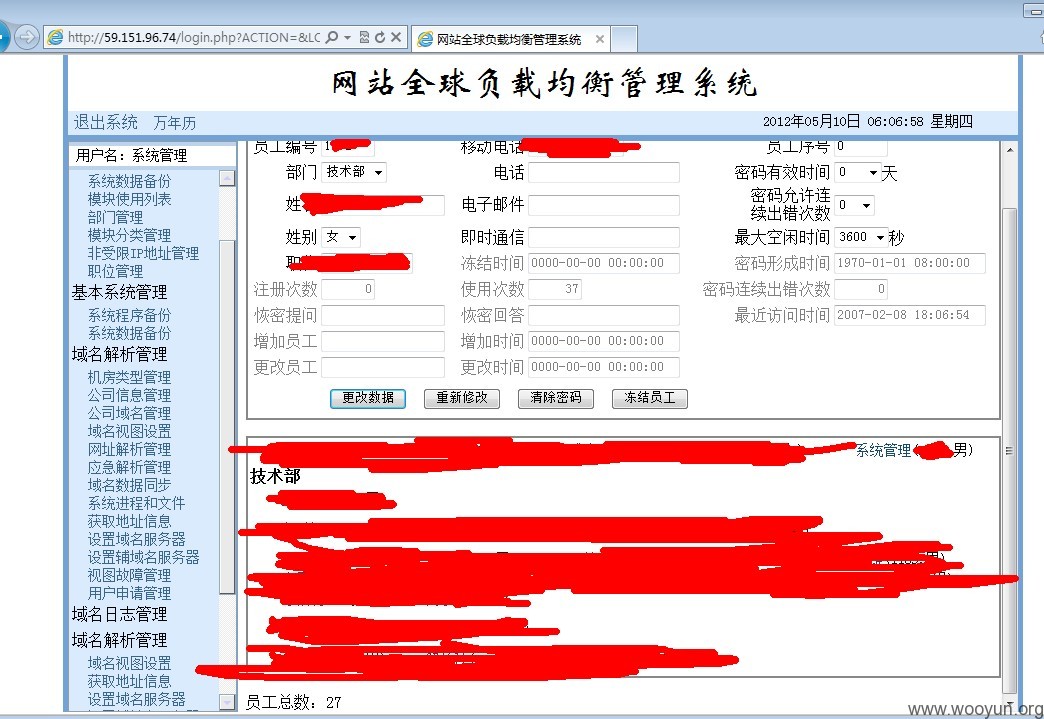 http://59.151.96.74/login.php?ACTION=&LC
网站全球负载均衡管理系统
网站全球负载均衡管理系统
退出系统 万年历
2012年05月10日 06:06:58 星期四
用户名：系统管理
系统数据备份
模块使用列表
部门管理
模块分类管理
非受限IP地址管理
职位管理
基本系统管理
系统程序备份
系统数据备份
域名解析管理
机房类型管理
公司信息管理
公司域名管理
域名视图设置
网址解析管理
应急解析管理
域名数据同步
系统进程和文件
获取地址信息
设置域名服务器
设置辅域名服务器
视图故障管理
用户申请管理
域名日志管理
域名解析管理
域名视图设置
获取地址信息
设置域名服务器
员工编号 移动电话 员工序号 0
部门 技术部 电话 密码有效时间 0 天
姓 电子邮件 密码允许连
续出错次数 0
姓别 女 即时通信 最大空闲时间 3600 秒
冻结时间 0000-00-00 00:00:00 密码形成时间 1970-01-01 08:00:00
注册次数 0 使用次数 37 密码连续出错次数 0
恢密提问 恢密回答 最近访问时间 2007-02-08 18:06:54
增加员工 增加时间 0000-00-00 00:00:00
更改员工 更改时间 0000-00-00 00:00:00
更改数据 重新修改 清除密码 冻结员工
系统管理( 男)
技术部
员工总数：27
www.wooyun.org